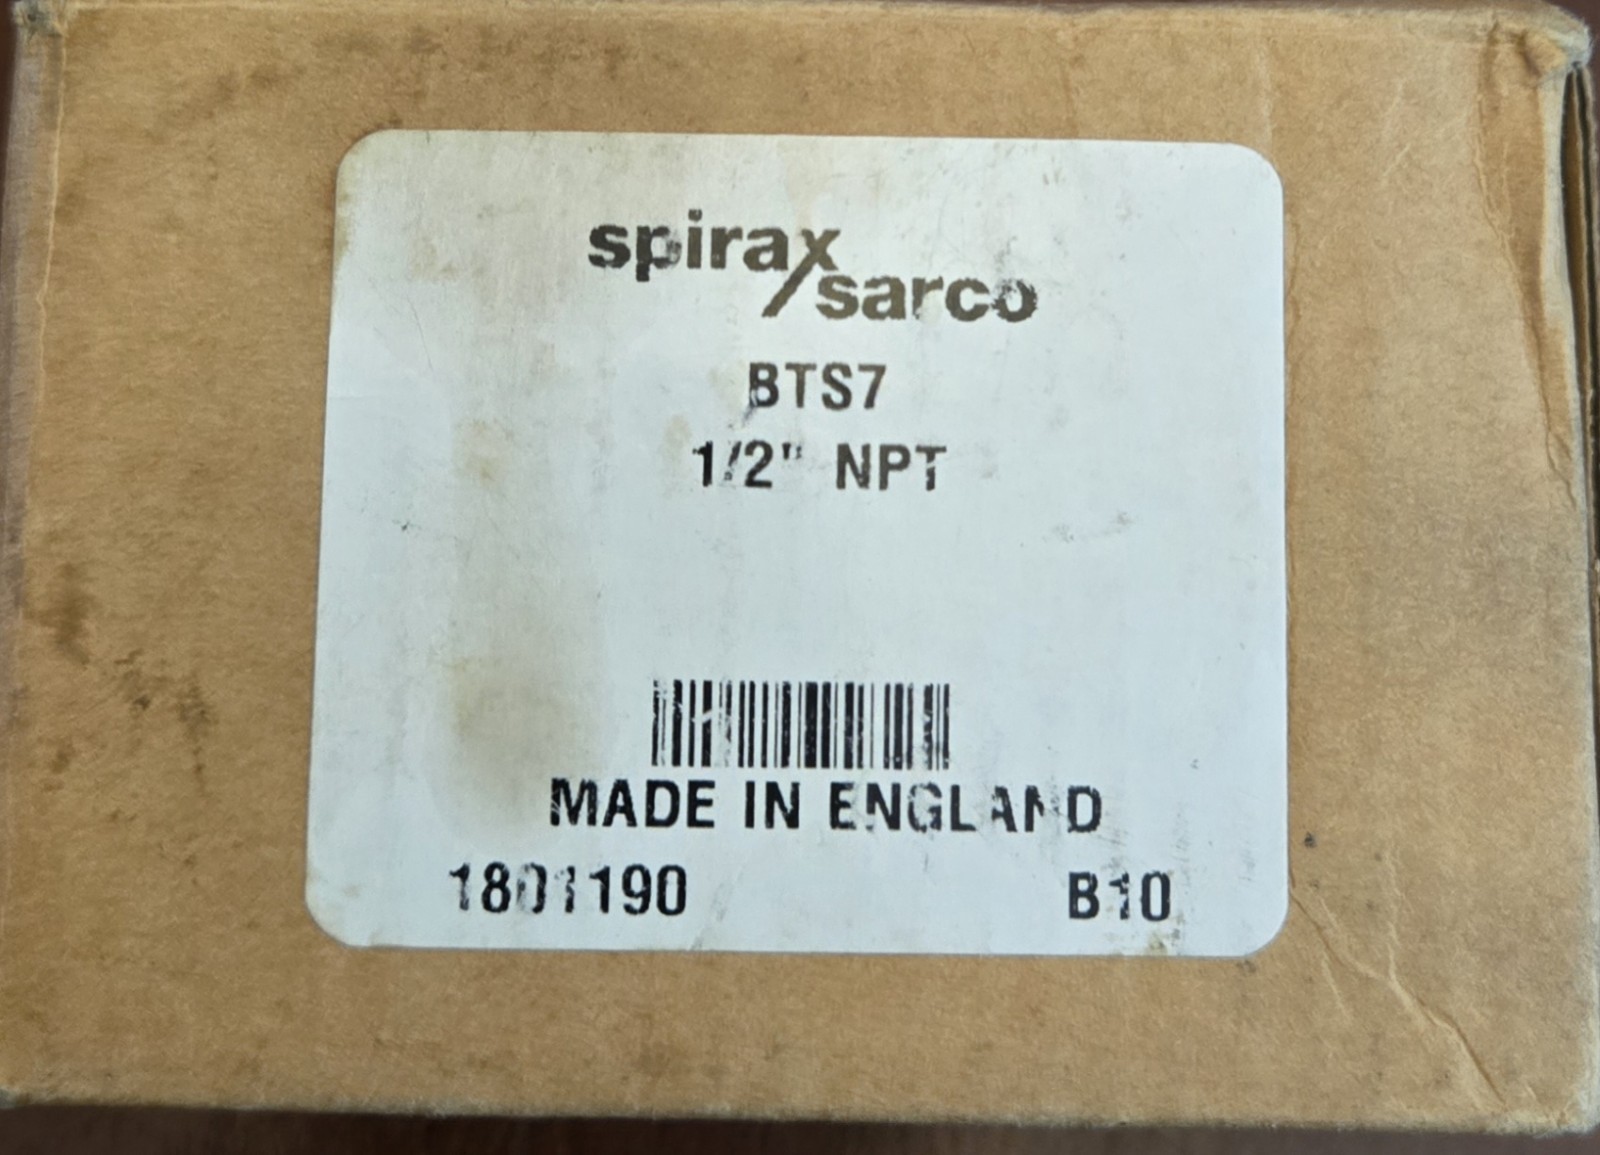 spirax
sarco
BTS7
1/2" NPT
MADE IN ENGLAND
1801190 B10